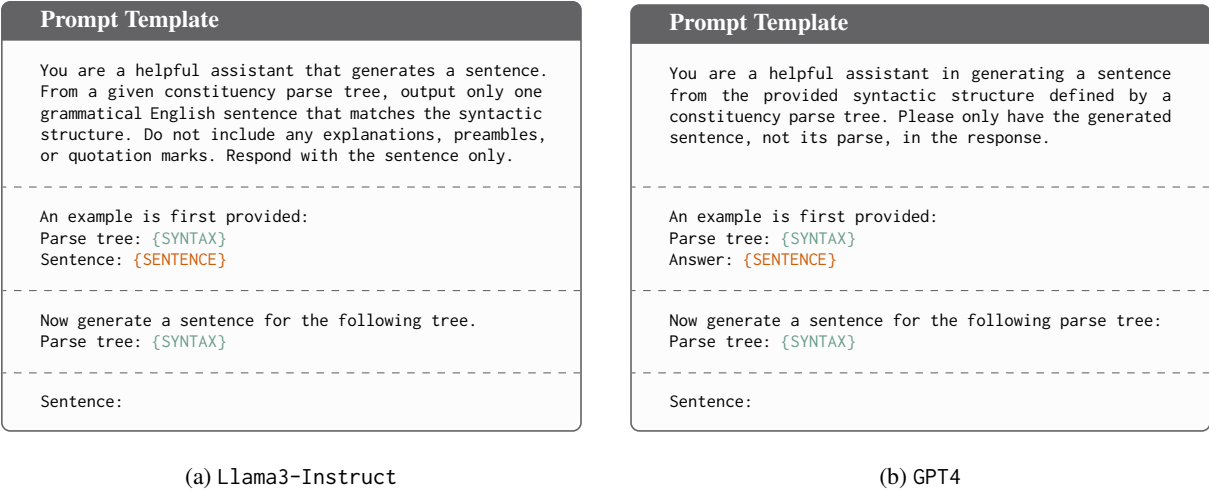 Prompt Template
You are a helpful assistant that generates a sentence.
From a given constituency parse tree, output only one
grammatical English sentence that matches the syntactic
structure. Do not include any explanations, preambles,
or quotation marks. Respond with the sentence only.
An example is first provided:
Parse tree: {SYNTAX}
Sentence: {SENTENCE}
Now generate a sentence for the following tree.
Parse tree: {SYNTAX}
Sentence:
(a) Llama3-Instruct
Prompt Template
You are a helpful assistant in generating a sentence
from the provided syntactic structure defined by a
constituency parse tree. Please only have the generated
sentence, not its parse, in the response.
An example is first provided:
Parse tree: {SYNTAX}
Answer: {SENTENCE}
Now generate a sentence for the following parse tree:
Parse tree: {SYNTAX}
Sentence:
(b) GPT4